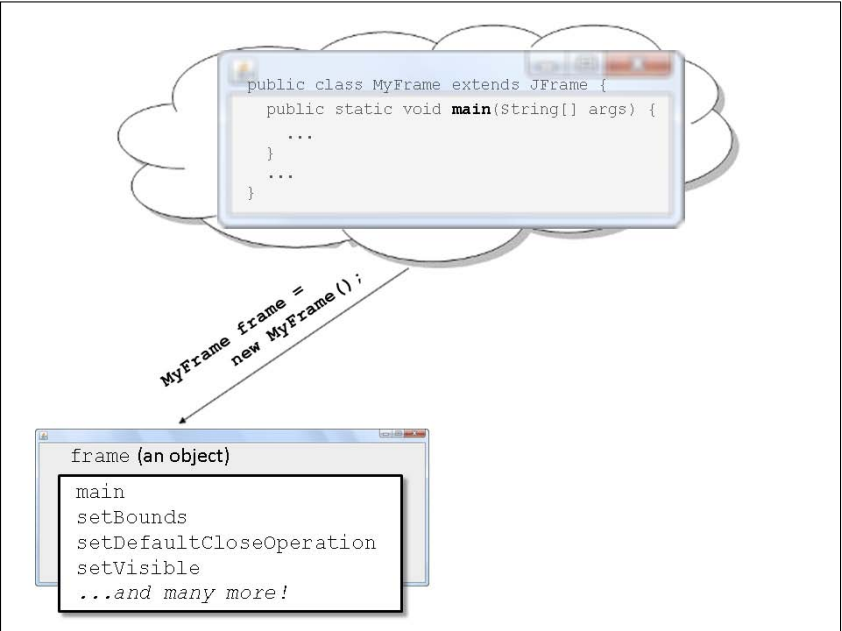 public class MyFrame extends JFrame {
public static void main(String[] args) {
...
}
...
}
MyFrame frame =
new MyFrame();
frame (an object)
main
setBounds
setDefaultCloseOperation
setVisible
...and many more!